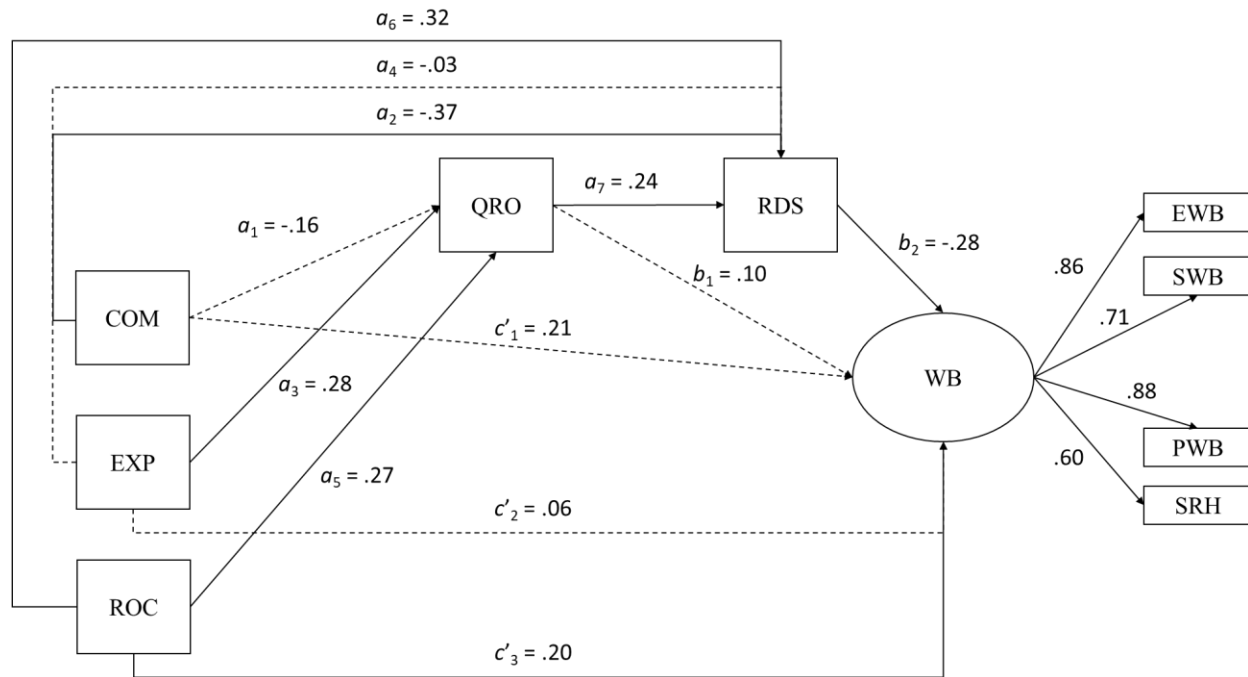 a6 = .32
a4 = -.03
a2 = -.37
QRO
a7 = .24
RDS
EWB
a1 = -.16
b2 = -.28
b1 = .10
.86
SWB
COM
c'1 = .21
.71
WB
a3 = .28
.88
EXP
PWB
a5 = .27
.60
c'2 = .06
SRH
ROC
c'3 = .20